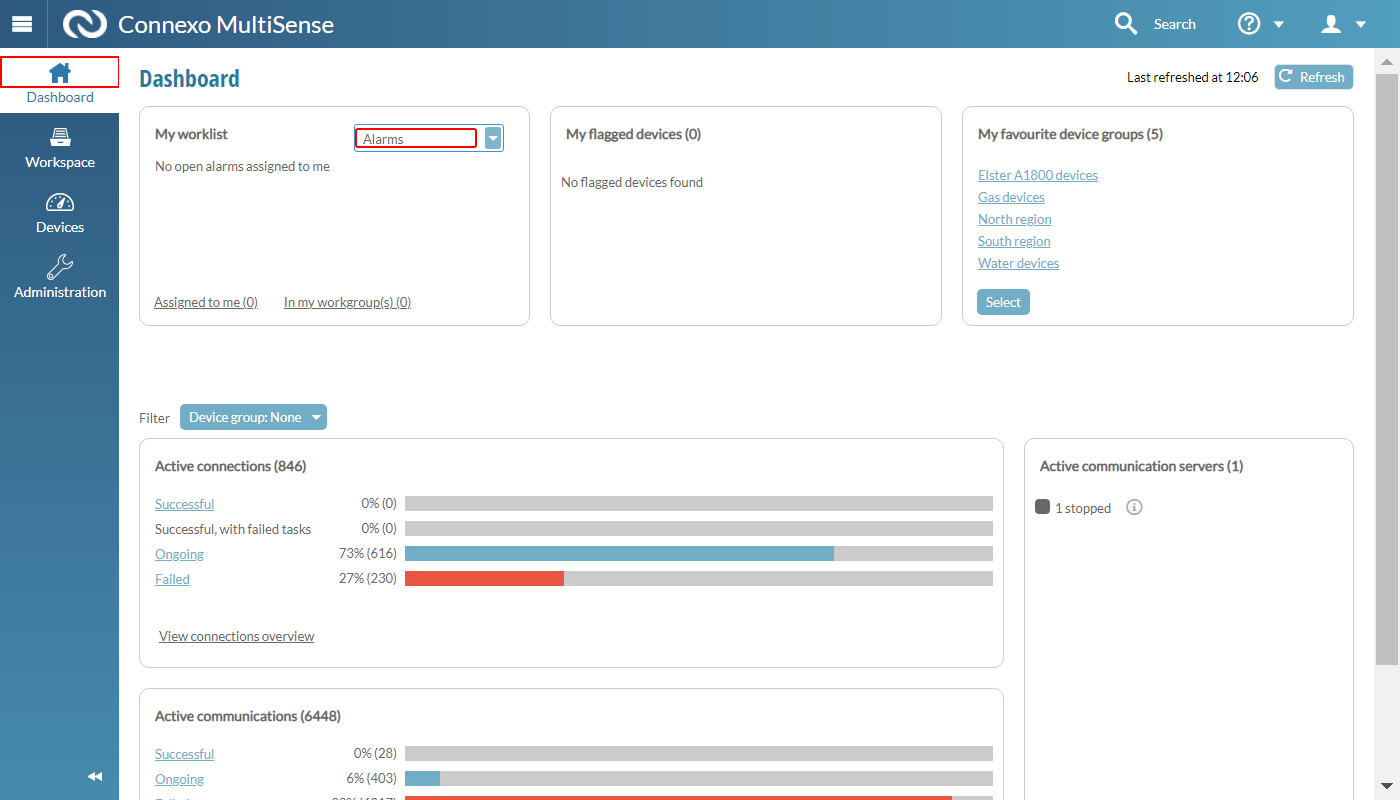 Connexo MultiSense
Search
Dashboard
Workspace
Devices
Administration
Dashboard
Last refreshed at 12:06
Refresh
My worklist
Alarms
No open alarms assigned to me
Assigned to me (0)
In my workgroup(s) (0)
My flagged devices (0)
No flagged devices found
My favourite device groups (5)
Elster A1800 devices
Gas devices
North region
South region
Water devices
Select
Filter
Device group: None
Active connections (846)
Successful 0% (0)
Successful, with failed tasks 0% (0)
Ongoing 73% (616)
Failed 27% (230)
View connections overview
Active communication servers (1)
1 stopped
Active communications (6448)
Successful 0% (28)
Ongoing 6% (403)